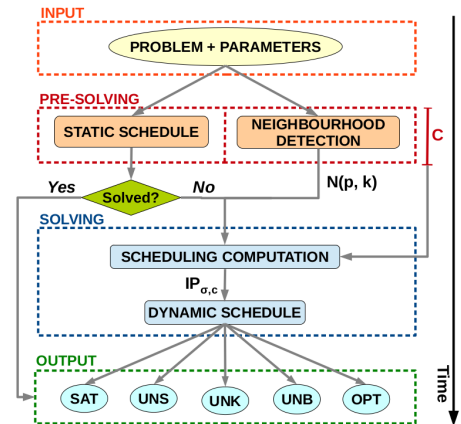 INPUT
PROBLEM + PARAMETERS
PRE-SOLVING
STATIC SCHEDULE
NEIGHBOURHOOD
DETECTION
C
Yes
Solved?
No
N(p, k)
SOLVING
SCHEDULING COMPUTATION
IPσ,c
DYNAMIC SCHEDULE
OUTPUT
SAT
UNS
UNK
UNB
OPT
Time